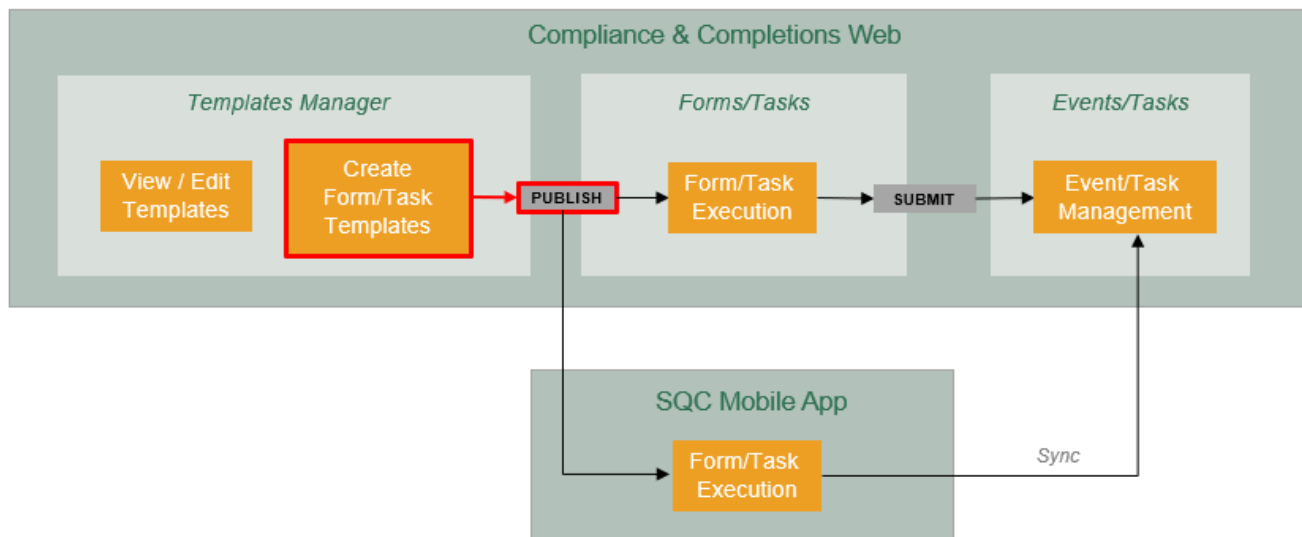 Compliance & Completions Web
Templates Manager
Forms/Tasks
Events/Tasks
View / Edit
Templates
Create
Form/Task
Templates
PUBLISH
Form/Task
Execution
SUBMIT
Event/Task
Management
SQC Mobile App
Form/Task
Execution
Sync